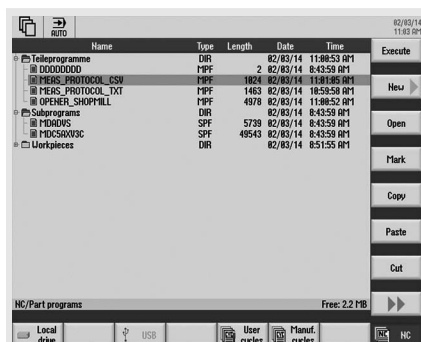 AUTO
02/03/14
11:03 AM
Name Type Length Date Time
Teileprogramme DIR 02/03/14 11:00:53 AM
DDDDDDDD MPF 2 02/03/14 8:43:59 AM
MEAS_PROTOCOL_CSV MPF 1024 02/03/14 11:01:05 AM
MEAS_PROTOCOL_TXT MPF 1463 02/03/14 10:59:58 AM
OPENER_SHOPMILL MPF 4978 02/03/14 11:00:52 AM
Subprograms DIR 02/03/14 8:43:59 AM
MDADVS SPF 5739 02/03/14 8:43:59 AM
MDC5AXV3C SPF 49543 02/03/14 8:43:59 AM
Workpieces DIR 02/03/14 8:51:55 AM
NC/Part programs Free: 2.2 MB
Execute
New
Open
Mark
Copy
Paste
Cut
Local drive
USB
User cycles
Manuf. cycles
NC NC